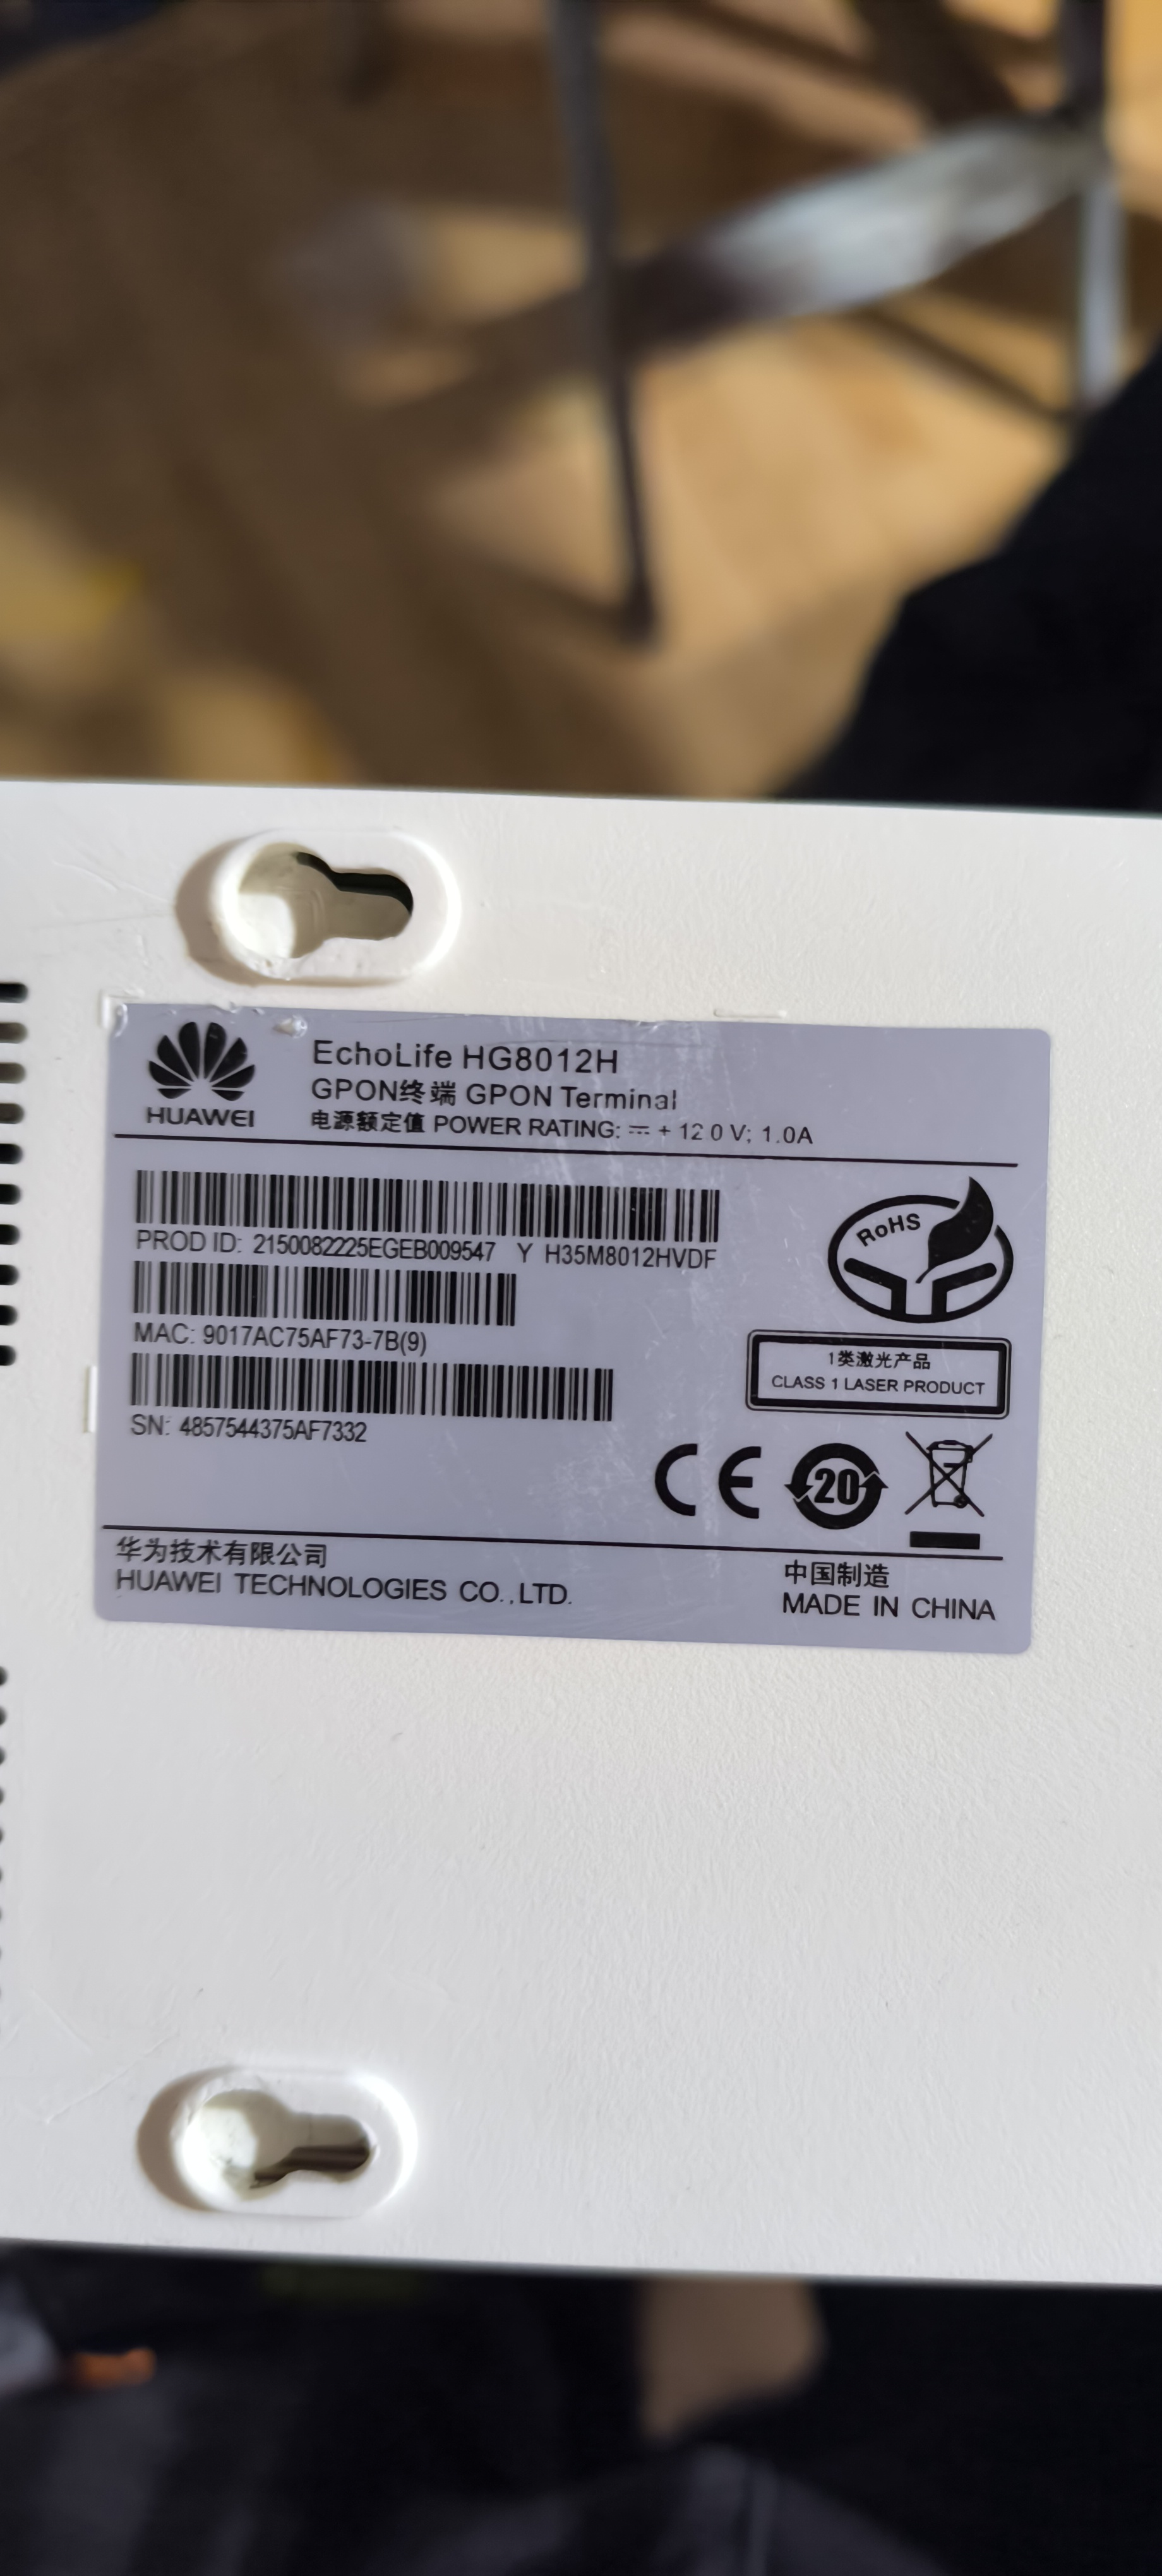 HUAWEI
EchoLife HG8012H
GPON终端 GPON Terminal
电源额定值 POWER RATING: ⎓ + 12 0 V; 1.0A
PROD ID: 2150082225EGEB009547 Y H35M8012HVDF
MAC: 9017AC75AF73-7B(9)
SN: 4857544375AF7332
RoHS
1类激光产品
CLASS 1 LASER PRODUCT
CE
20
华为技术有限公司
HUAWEI TECHNOLOGIES CO.,LTD.
中国制造
MADE IN CHINA